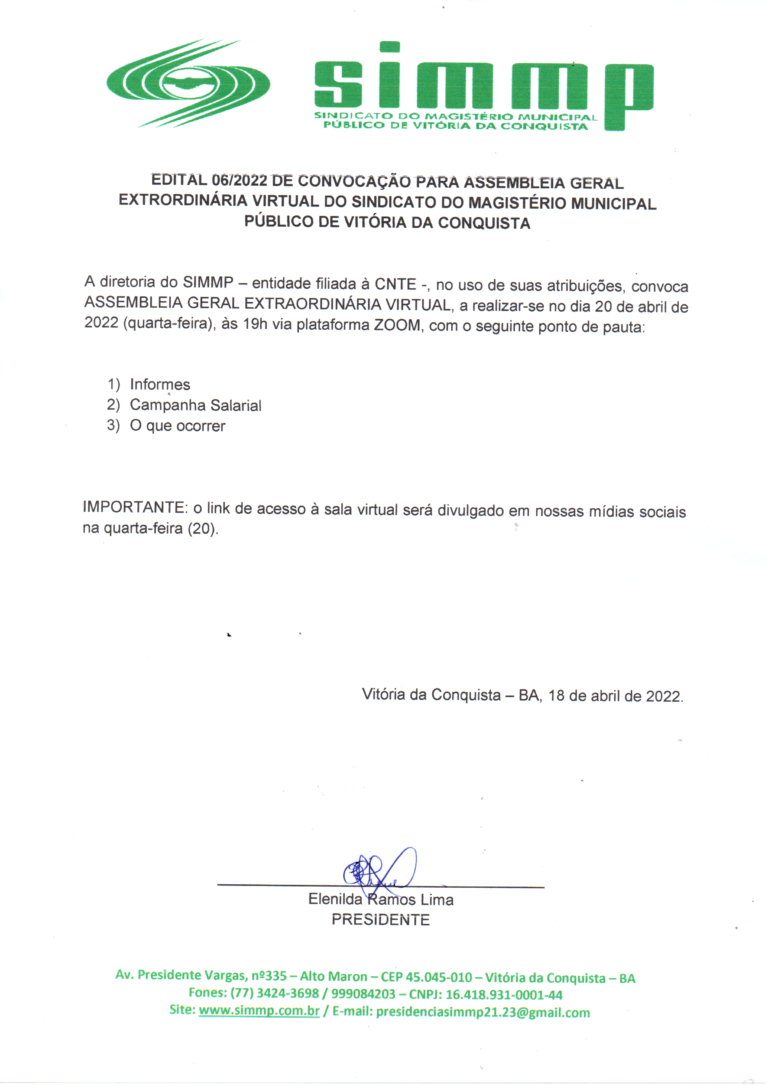 simmp
SINDICATO DO MAGISTÉRIO MUNICIPAL
PÚBLICO DE VITÓRIA DA CONQUISTA
EDITAL 06/2022 DE CONVOCAÇÃO PARA ASSEMBLEIA GERAL
EXTRORDINÁRIA VIRTUAL DO SINDICATO DO MAGISTÉRIO MUNICIPAL
PÚBLICO DE VITÓRIA DA CONQUISTA
A diretoria do SIMMP – entidade filiada à CNTE -, no uso de suas atribuições, convoca
ASSEMBLEIA GERAL EXTRAORDINÁRIA VIRTUAL, a realizar-se no dia 20 de abril de
2022 (quarta-feira), às 19h via plataforma ZOOM, com o seguinte ponto de pauta:
1) Informes
2) Campanha Salarial
3) O que ocorrer
IMPORTANTE: o link de acesso à sala virtual será divulgado em nossas mídias sociais
na quarta-feira (20).
Vitória da Conquista – BA, 18 de abril de 2022.
Elenilda Ramos Lima
PRESIDENTE
Av. Presidente Vargas, nº335 – Alto Maron – CEP 45.045-010 – Vitória da Conquista – BA
Fones: (77) 3424-3698 / 999084203 – CNPJ: 16.418.931-0001-44
Site: www.simmp.com.br / E-mail: presidenciasimmp21.23@gmail.com